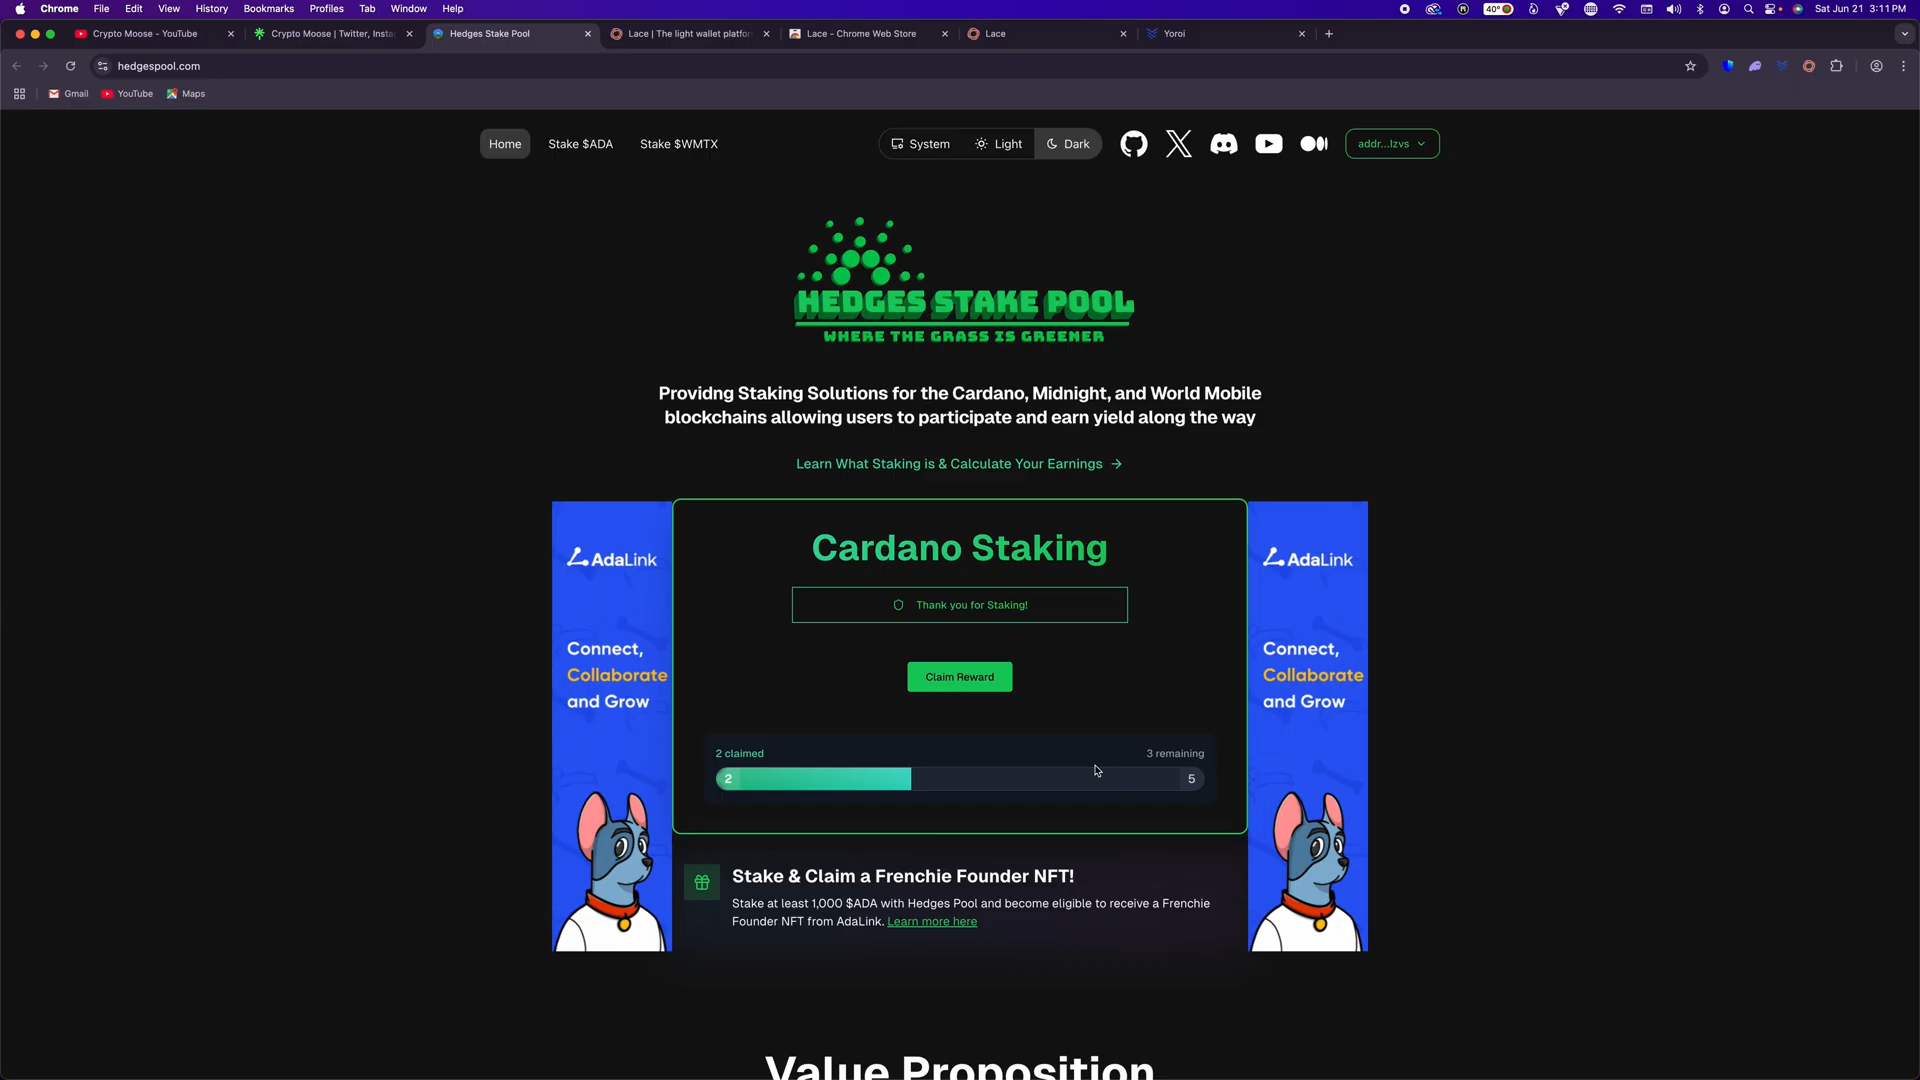 Chrome File Edit View History Bookmarks Profiles Tab Window Help
40° Sat Jun 21 3:11 PM
Crypto Moose - YouTube
Crypto Moose | Twitter, Insta
Hedges Stake Pool
Lace | The light wallet platfor
Lace - Chrome Web Store
Lace
Yoroi
hedgespool.com
Gmail YouTube Maps
Home Stake $ADA Stake $WMTX System Light Dark addr...lzvs
HEDGES STAKE POOL
WHERE THE GRASS IS GREENER
Providng Staking Solutions for the Cardano, Midnight, and World Mobile
blockchains allowing users to participate and earn yield along the way
Learn What Staking is & Calculate Your Earnings →
AdaLink
Connect,
Collaborate
and Grow
Cardano Staking
Thank you for Staking!
Claim Reward
2 claimed 3 remaining
2 5
AdaLink
Connect,
Collaborate
and Grow
Stake & Claim a Frenchie Founder NFT!
Stake at least 1,000 $ADA with Hedges Pool and become eligible to receive a Frenchie
Founder NFT from AdaLink. Learn more here
Value Proposition